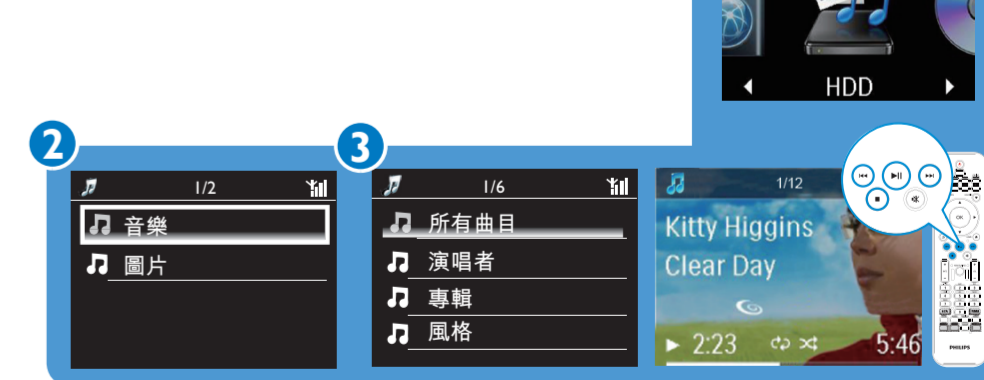 HDD
2
1/2
音樂
圖片
3
1/6
所有曲目
演唱者
專輯
風格
1/12
Kitty Higgins
Clear Day
2:23
5:46
OK
PHILIPS